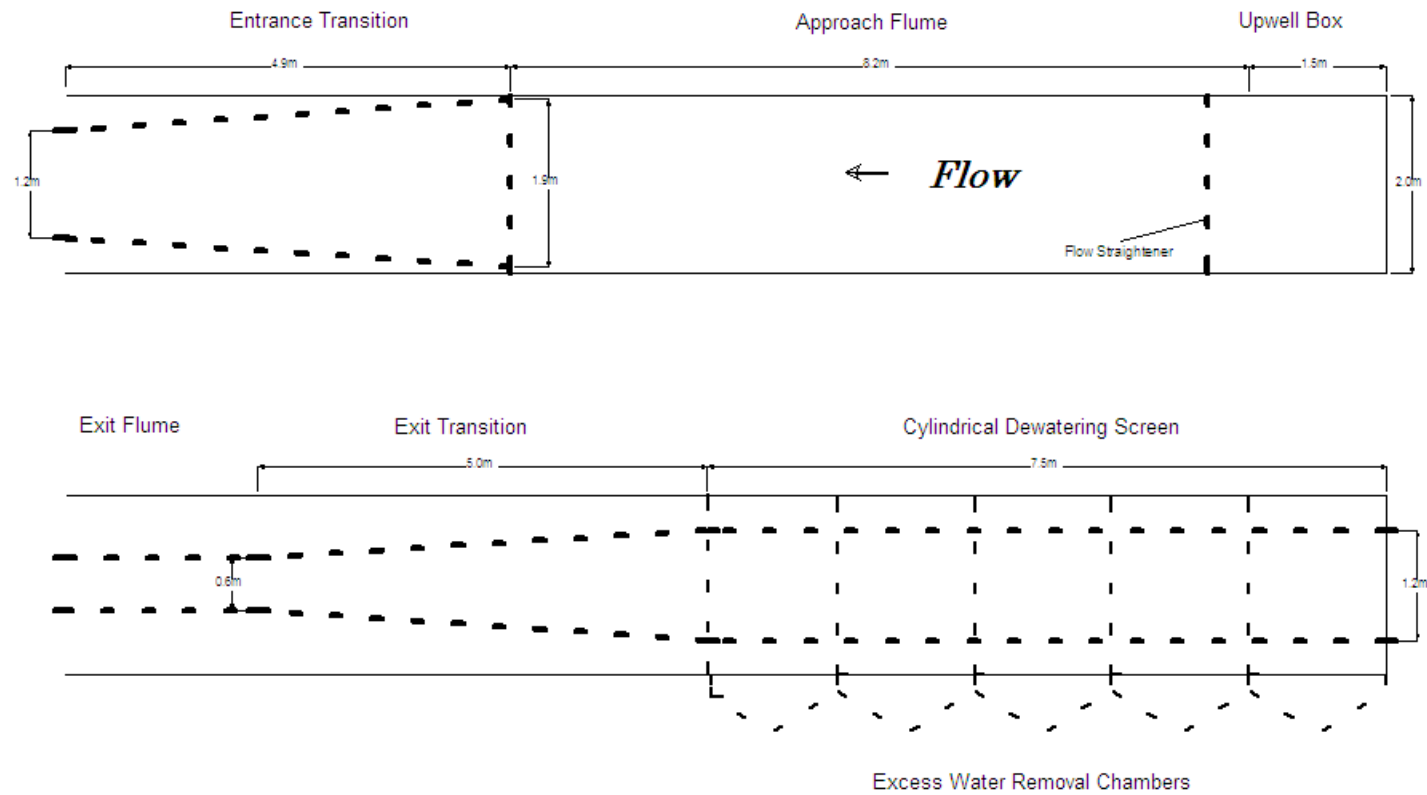 Entrance Transition
Approach Flume
Upwell Box
4.9m
8.2m
1.5m
1.2m
1.9m
Flow
2.0m
Flow Straightener
Exit Flume
Exit Transition
Cylindrical Dewatering Screen
5.0m
7.5m
0.6m
1.2m
Excess Water Removal Chambers